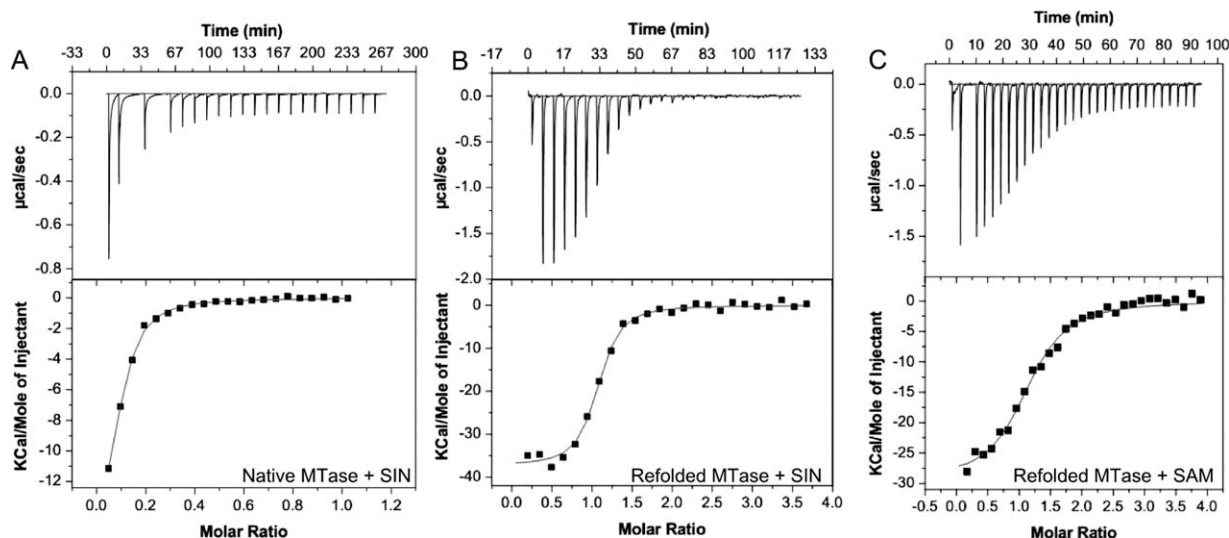 A
Time (min)
-33 0 33 67 100 133 167 200 233 267 300
0.0
-0.2
-0.4
-0.6
-0.8
µcal/sec
0
-2
-4
-6
-8
-10
-12
KCal/Mole of Injectant
Native MTase + SIN
0.0 0.2 0.4 0.6 0.8 1.0 1.2
Molar Ratio
B
Time (min)
-17 0 17 33 50 67 83 100 117 133
0.0
-0.5
-1.0
-1.5
-2.0
µcal/sec
0
-10
-20
-30
-40
KCal/Mole of Injectant
Refolded MTase + SIN
0.0 0.5 1.0 1.5 2.0 2.5 3.0 3.5 4.0
Molar Ratio
C
Time (min)
0 10 20 30 40 50 60 70 80 90 100
0.0
-0.5
-1.0
-1.5
µcal/sec
0
-5
-10
-15
-20
-25
-30
KCal/Mole of Injectant
Refolded MTase + SAM
-0.5 0.0 0.5 1.0 1.5 2.0 2.5 3.0 3.5 4.0
Molar Ratio